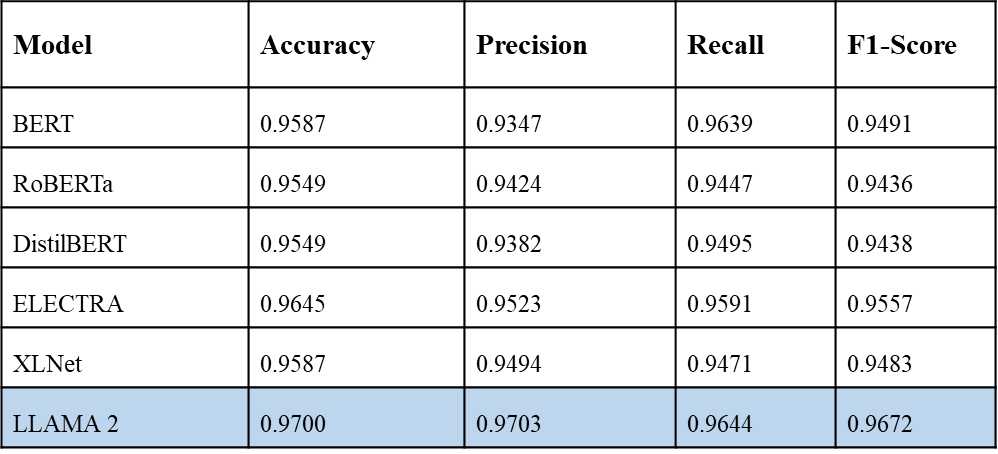 Model Accuracy Precision Recall F1-Score
BERT 0.9587 0.9347 0.9639 0.9491
RoBERTa 0.9549 0.9424 0.9447 0.9436
DistilBERT 0.9549 0.9382 0.9495 0.9438
ELECTRA 0.9645 0.9523 0.9591 0.9557
XLNet 0.9587 0.9494 0.9471 0.9483
LLAMA 2 0.9700 0.9703 0.9644 0.9672